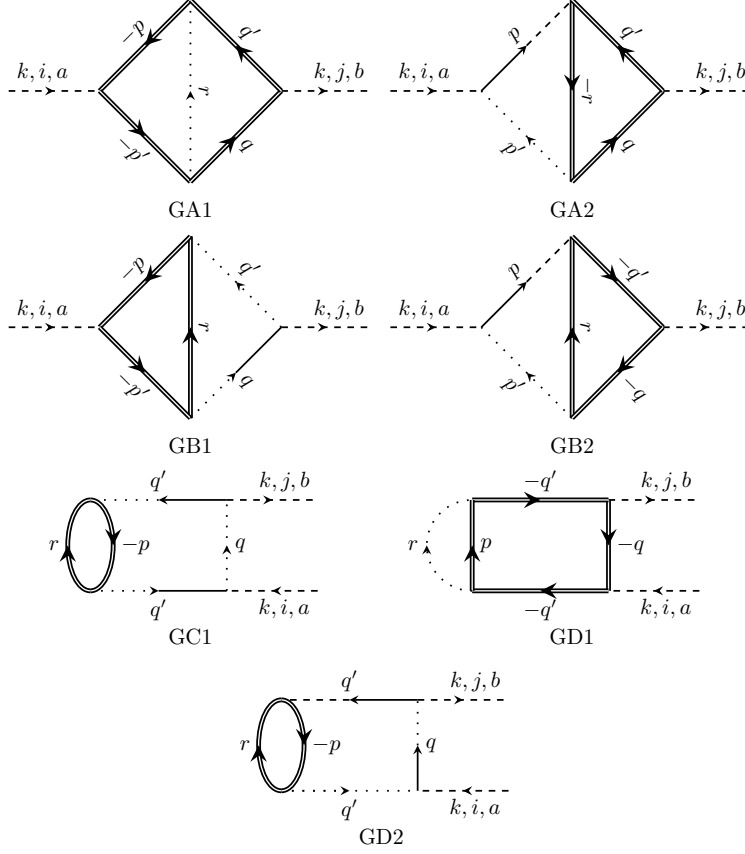 −p
q′
k, i, a
r
k, j, b
−p′
q
GA1
p
q′
k, i, a
−r
k, j, b
p′
q
GA2
−p
q′
k, i, a
r
k, j, b
−p′
q
GB1
p
−q′
k, i, a
r
k, j, b
p′
−q
GB2
q′
k, j, b
r
−p
q
q′
k, i, a
GC1
−q′
k, j, b
r
p
−q
−q′
k, i, a
GD1
q′
k, j, b
r
−p
q
q′
k, i, a
GD2